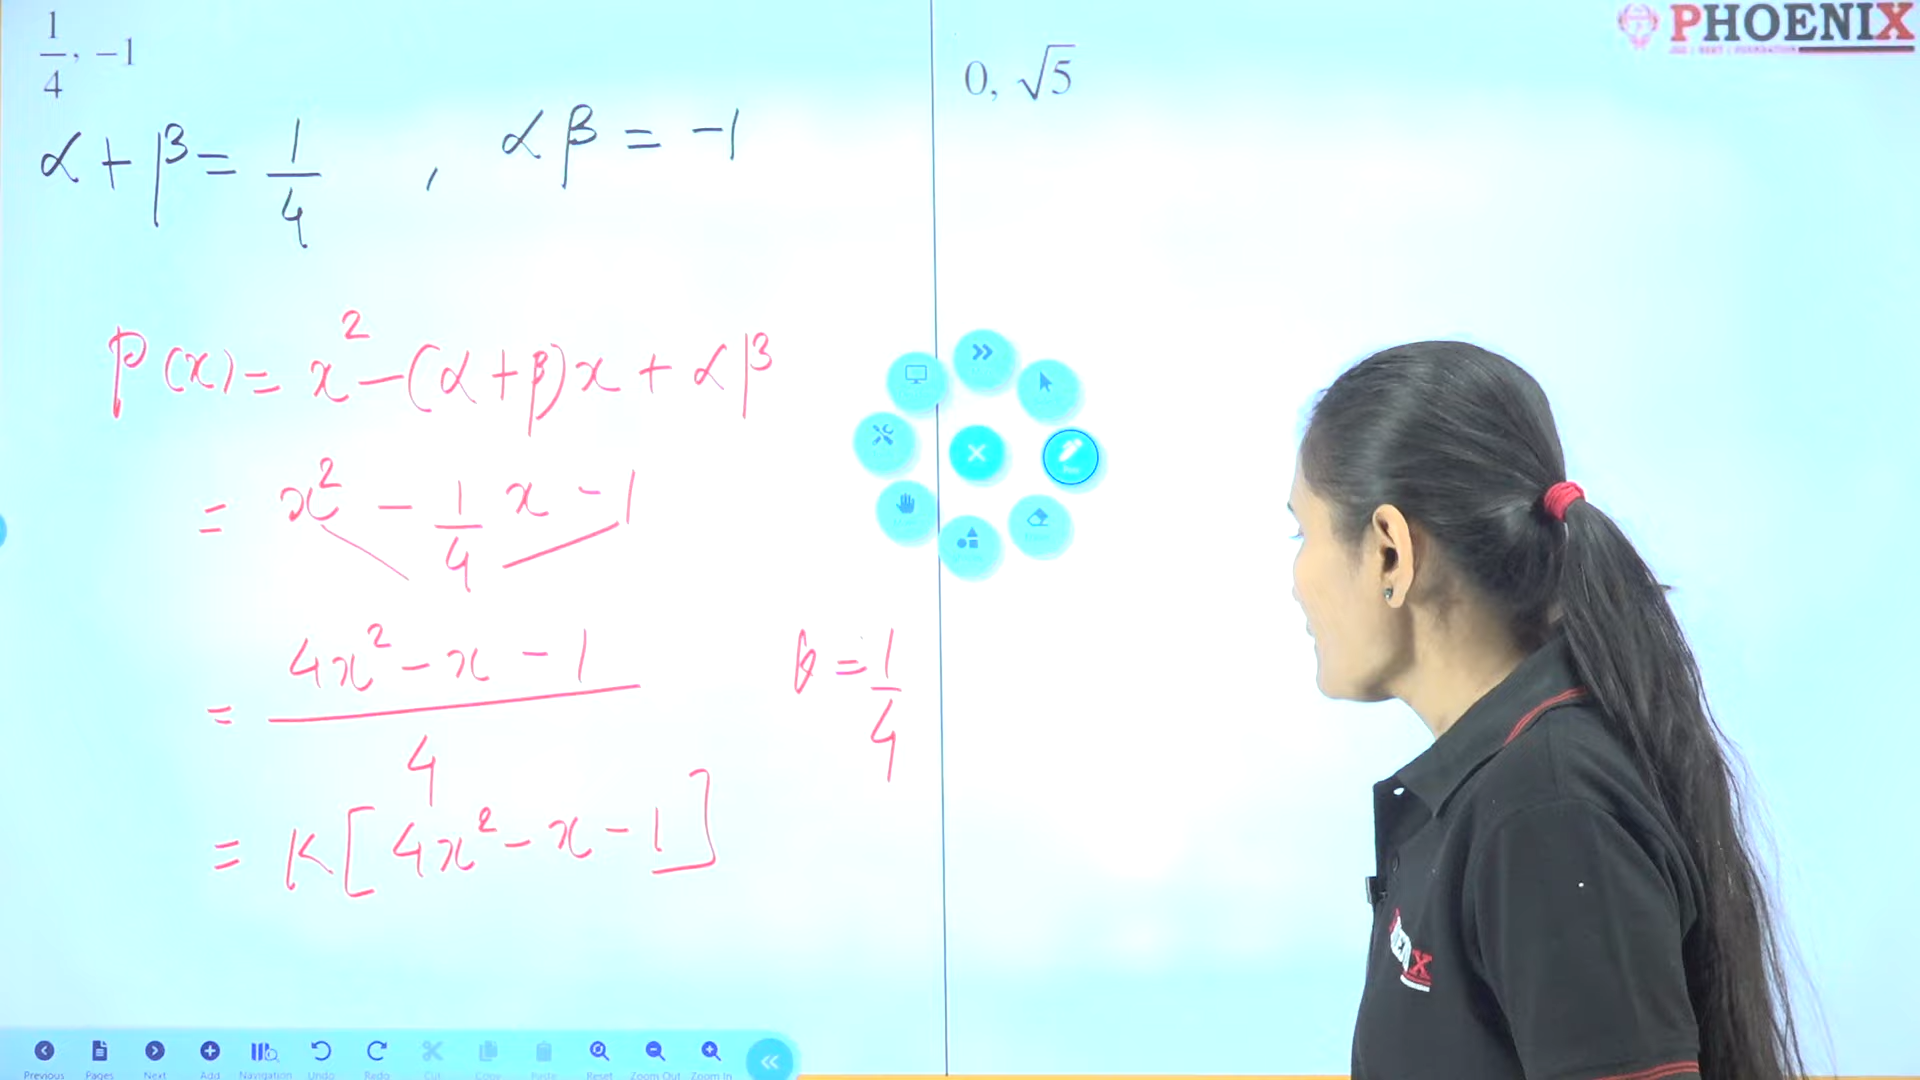 1/4, −1
α + β = 1/4 , αβ = −1
P(x) = x² − (α + β)x + αβ
= x² − 1/4 x − 1
= (4x² − x − 1)/4
= K[4x² − x − 1]
= 1/4
0, √5
PHOENIX
Previous Pages Next Add Navigation Undo Redo Cut Copy Paste Reset Zoom Out Zoom In